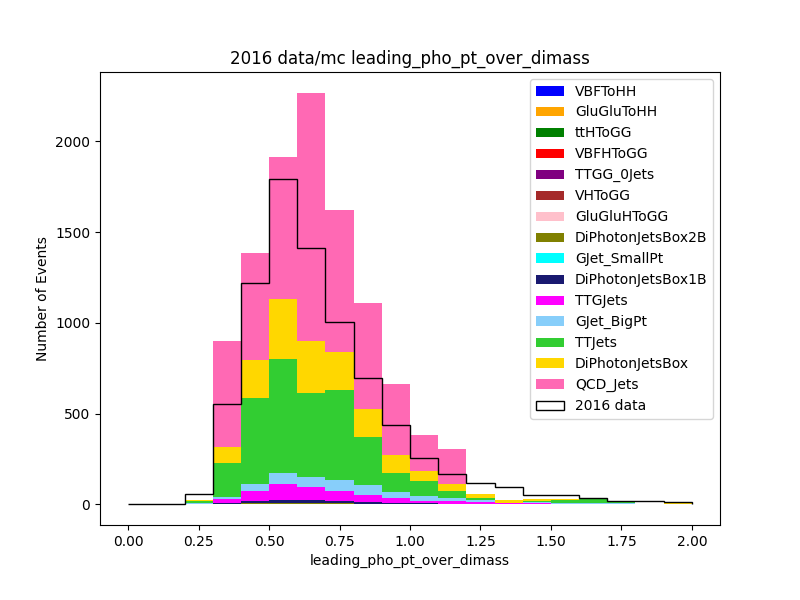 2016 data/mc leading_pho_pt_over_dimass
Number of Events
2000
1500
1000
500
0
VBFToHH
GluGluToHH
ttHToGG
VBFHToGG
TTGG_0Jets
VHToGG
GluGluHToGG
DiPhotonJetsBox2B
GJet_SmallPt
DiPhotonJetsBox1B
TTGJets
GJet_BigPt
TTJets
DiPhotonJetsBox
QCD_Jets
2016 data
0.00 0.25 0.50 0.75 1.00 1.25 1.50 1.75 2.00
leading_pho_pt_over_dimass